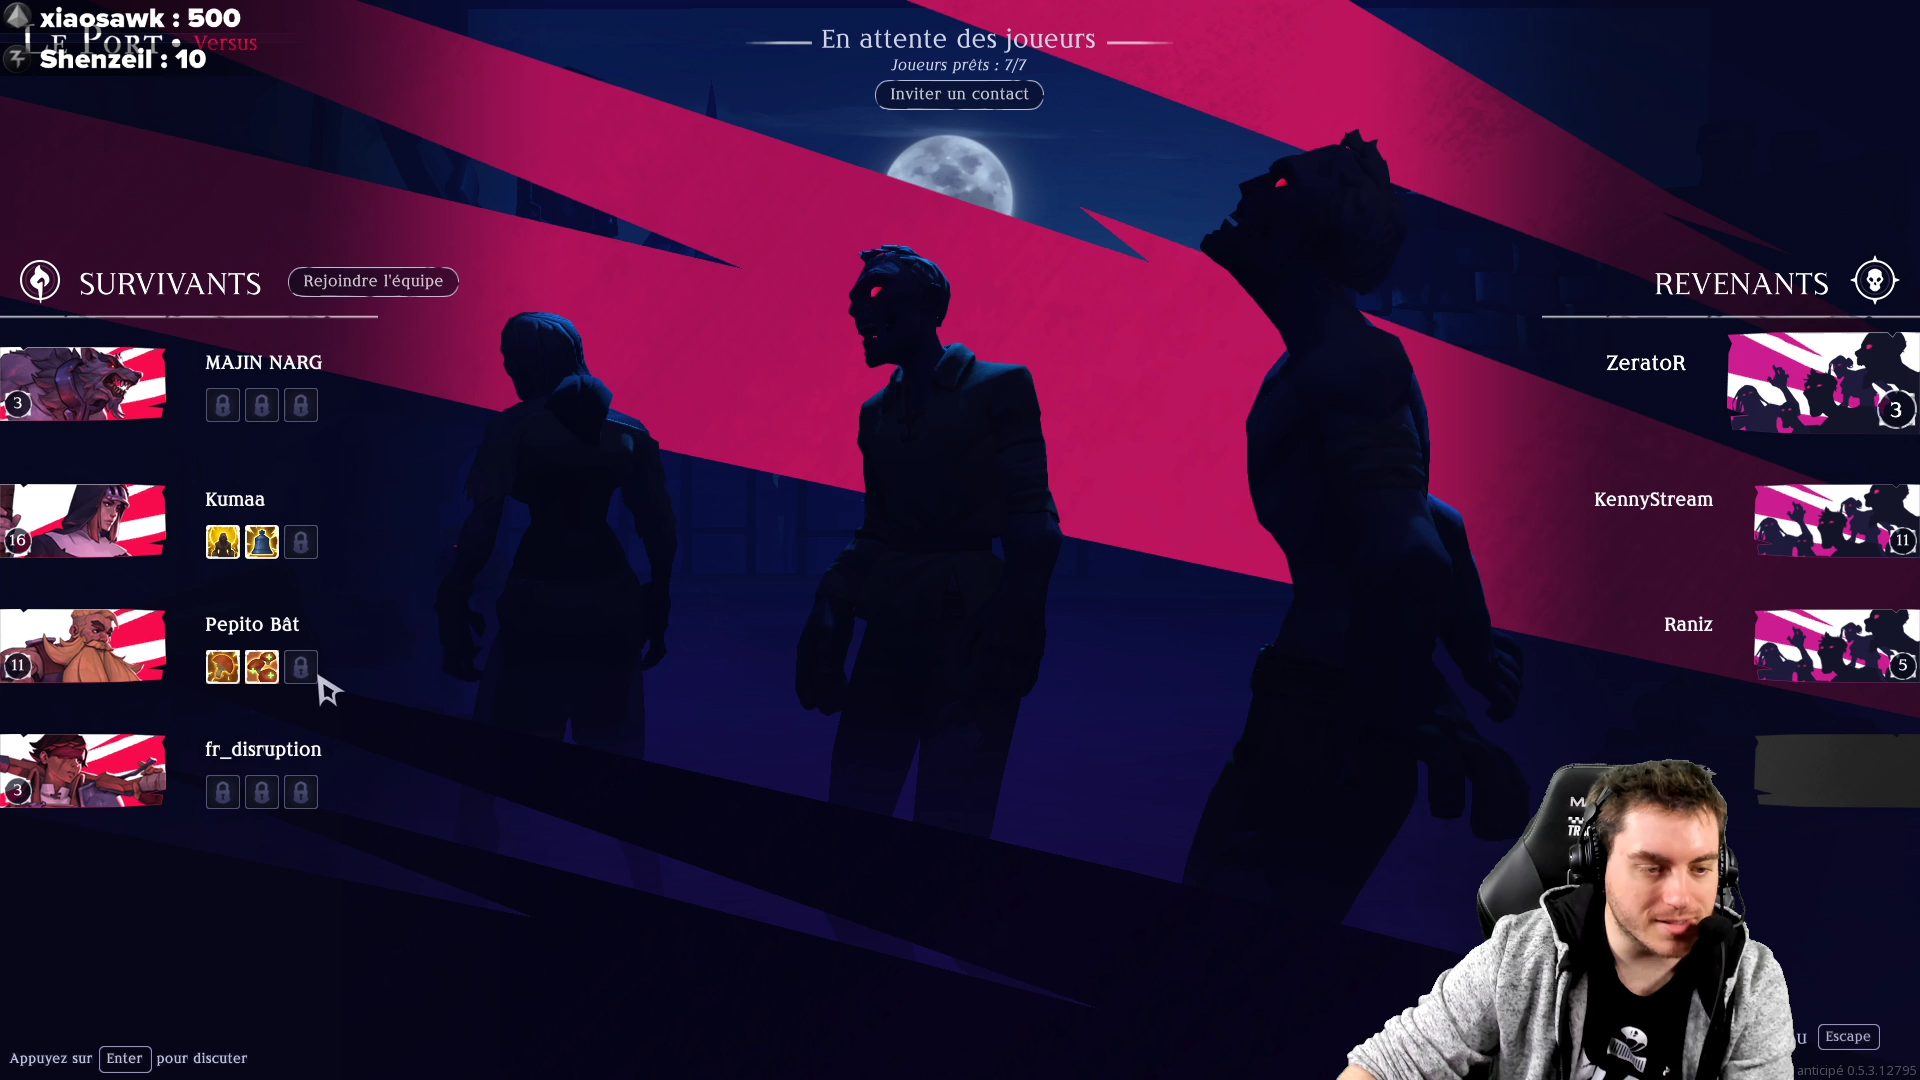 xiaosawk : 500
LE PORT • Versus
Shenzeil : 10
En attente des joueurs
Joueurs prêts : 7/7
Inviter un contact
SURVIVANTS
Rejoindre l'équipe
REVENANTS
MAJIN NARG
3
ZeratoR
3
Kumaa
16
KennyStream
11
Pepito Bât
11
Raniz
5
fr_disruption
3
Appuyez sur Enter pour discuter
Escape
anticipé 0.5.3.12795